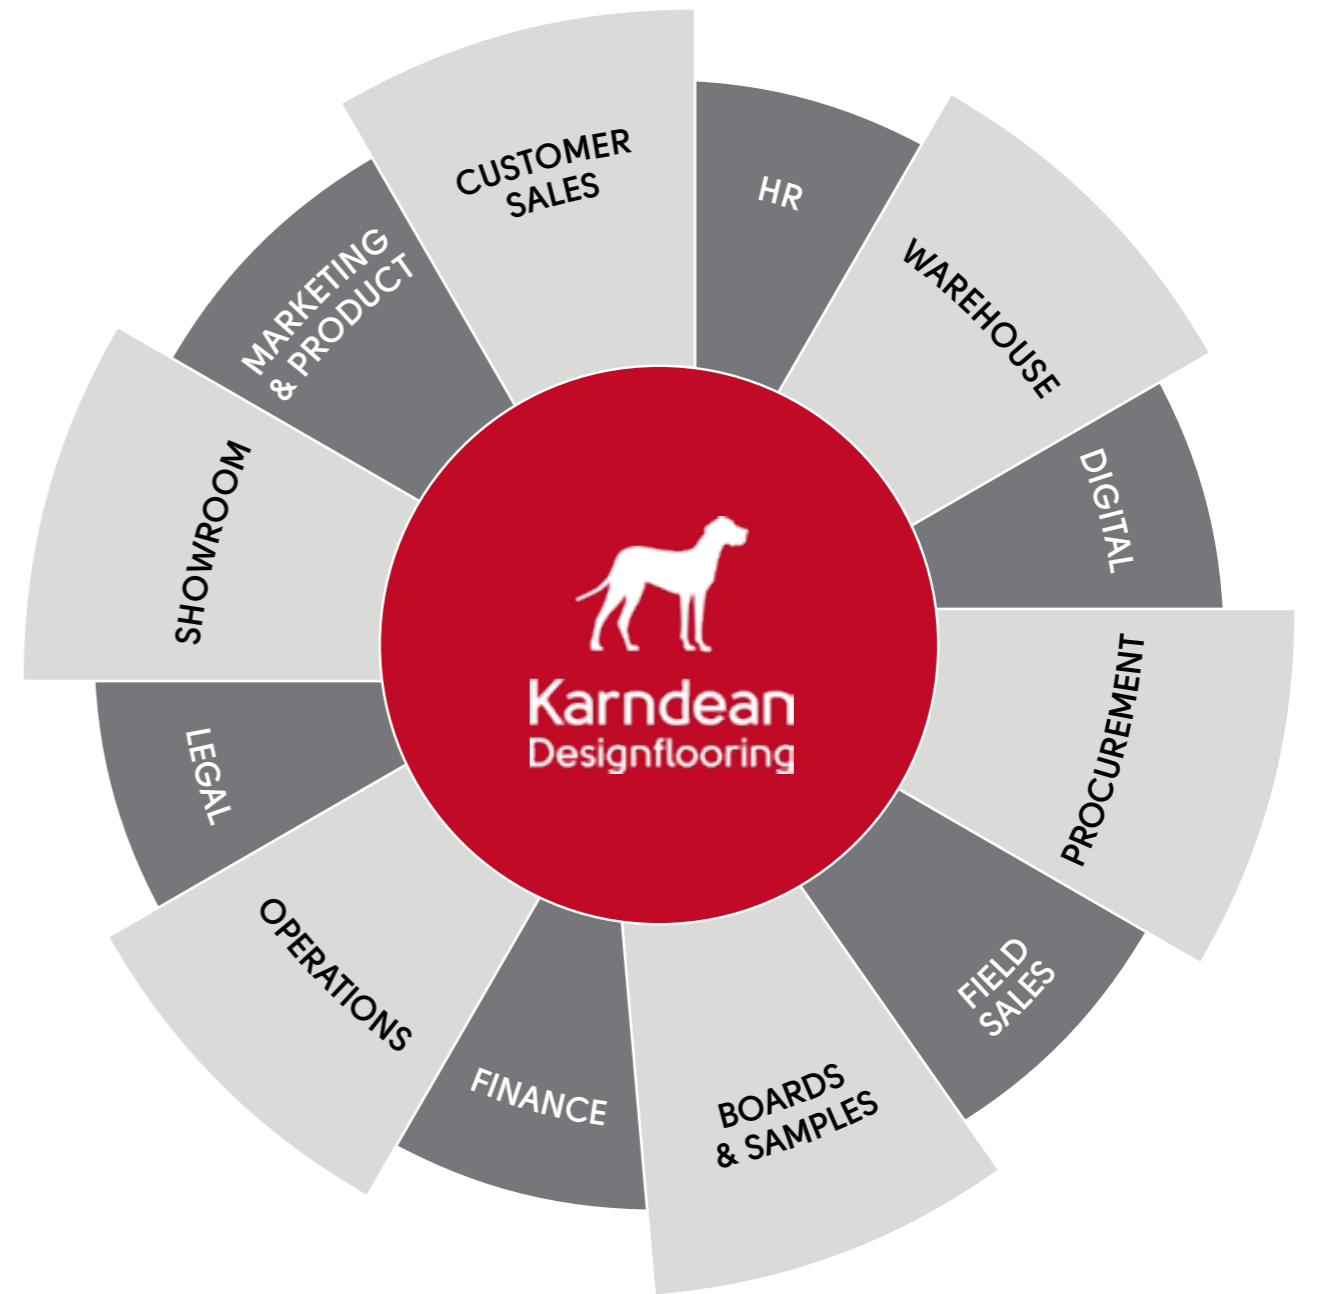 CUSTOMER
SALES
HR
WAREHOUSE
DIGITAL
PROCUREMENT
FIELD
SALES
BOARDS
& SAMPLES
FINANCE
OPERATIONS
LEGAL
SHOWROOM
MARKETING
& PRODUCT
Karndean
Designflooring